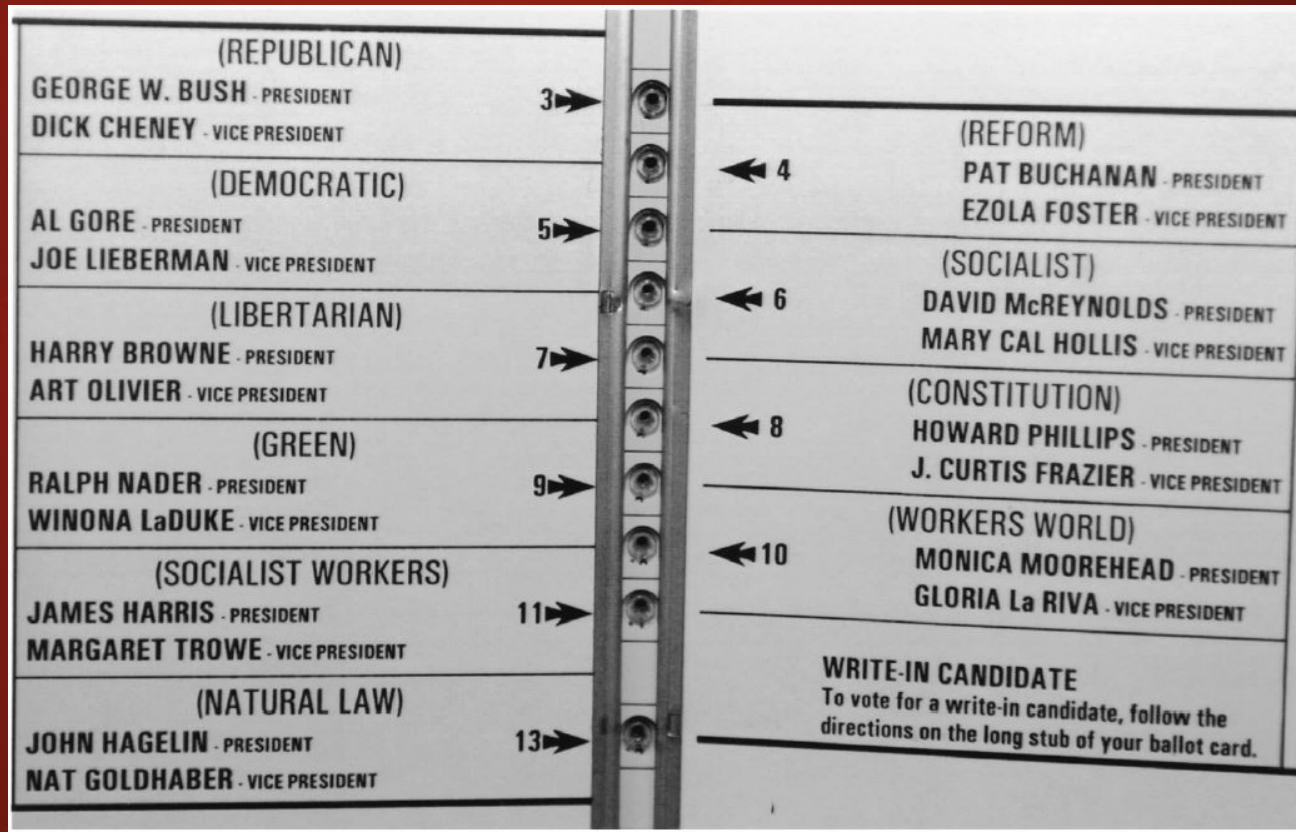 (REPUBLICAN)
GEORGE W. BUSH - PRESIDENT
3
DICK CHENEY - VICE PRESIDENT
(DEMOCRATIC)
AL GORE - PRESIDENT
5
JOE LIEBERMAN - VICE PRESIDENT
(LIBERTARIAN)
HARRY BROWNE - PRESIDENT
7
ART OLIVIER - VICE PRESIDENT
(GREEN)
RALPH NADER - PRESIDENT
9
WINONA LaDUKE - VICE PRESIDENT
(SOCIALIST WORKERS)
JAMES HARRIS - PRESIDENT
11
MARGARET TROWE - VICE PRESIDENT
(NATURAL LAW)
JOHN HAGELIN - PRESIDENT
13
NAT GOLDHABER - VICE PRESIDENT
(REFORM)
4
PAT BUCHANAN - PRESIDENT
EZOLA FOSTER - VICE PRESIDENT
(SOCIALIST)
6
DAVID McREYNOLDS - PRESIDENT
MARY CAL HOLLIS - VICE PRESIDENT
(CONSTITUTION)
8
HOWARD PHILLIPS - PRESIDENT
J. CURTIS FRAZIER - VICE PRESIDENT
(WORKERS WORLD)
10
MONICA MOOREHEAD - PRESIDENT
GLORIA La RIVA - VICE PRESIDENT
WRITE-IN CANDIDATE
To vote for a write-in candidate, follow the
directions on the long stub of your ballot card.